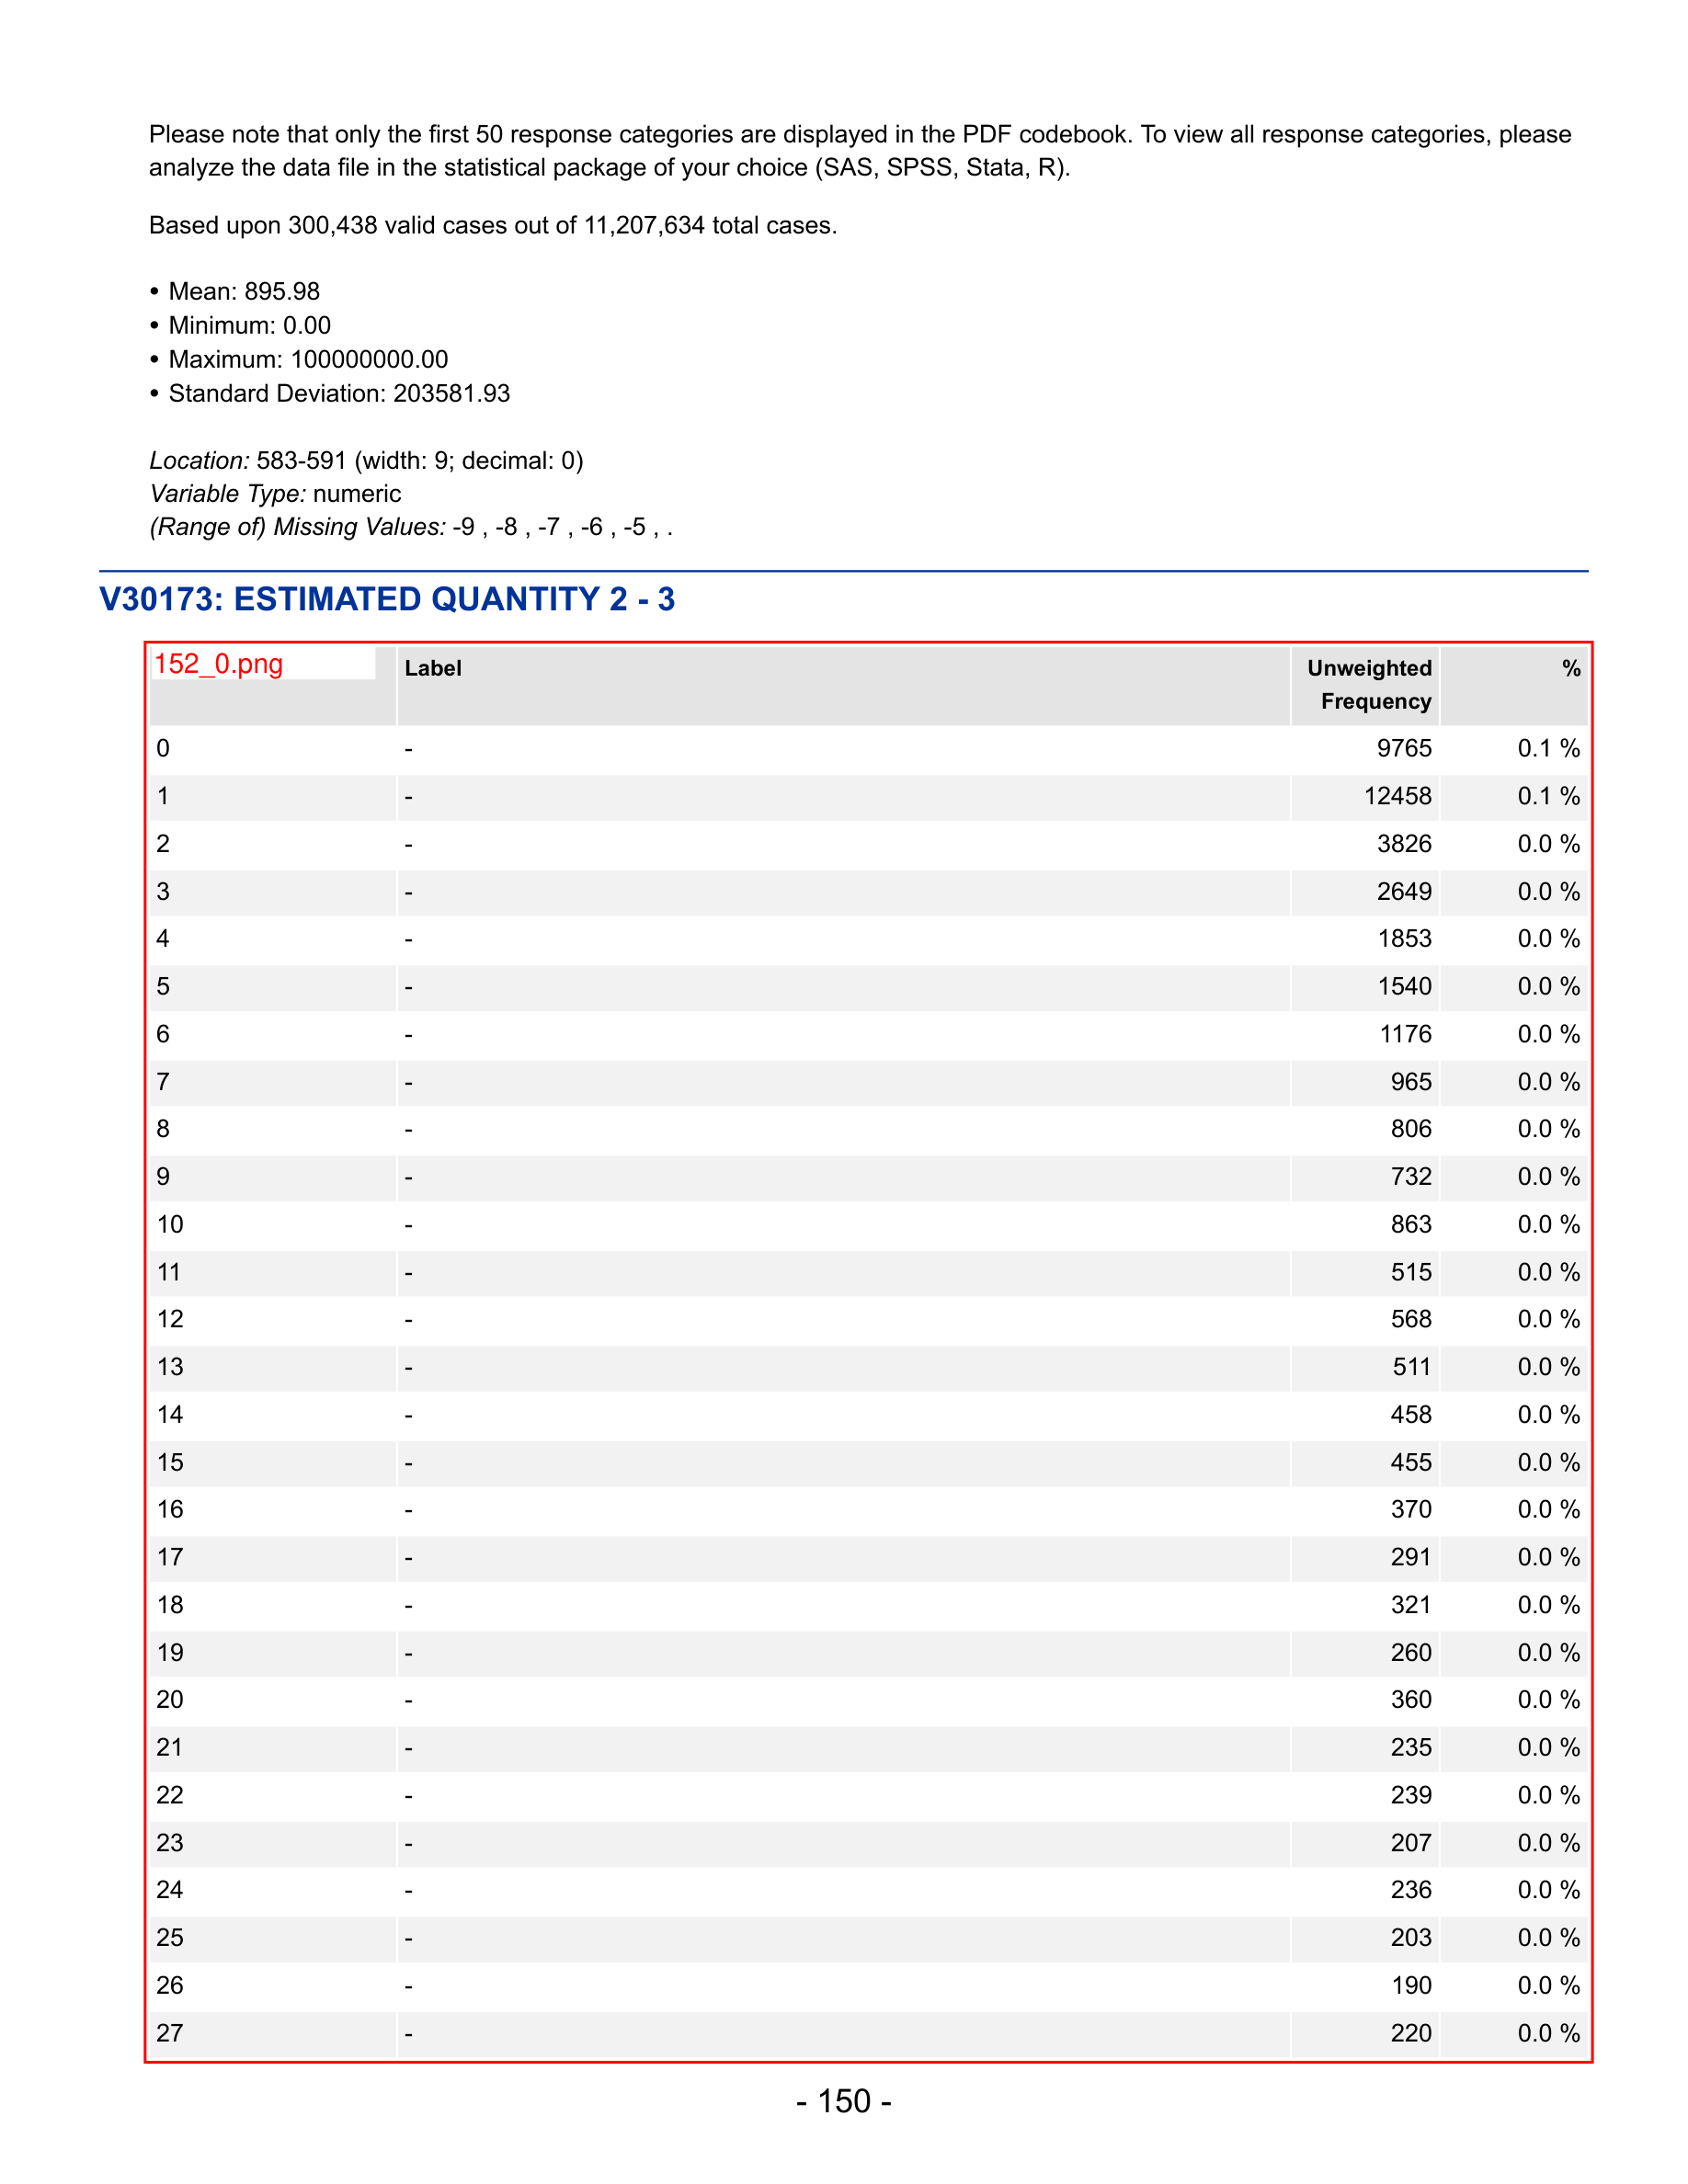 Please note that only the first 50 response categories are displayed in the PDF codebook. To view all response categories, please
analyze the data file in the statistical package of your choice (SAS, SPSS, Stata, R).
Based upon 300,438 valid cases out of 11,207,634 total cases.
• Mean: 895.98
• Minimum: 0.00
• Maximum: 100000000.00
• Standard Deviation: 203581.93
Location: 583-591 (width: 9; decimal: 0)
Variable Type: numeric
(Range of) Missing Values: -9 , -8 , -7 , -6 , -5 , .
V30173: ESTIMATED QUANTITY 2 - 3
152_0.png Label Unweighted Frequency %
0 - 9765 0.1 %
1 - 12458 0.1 %
2 - 3826 0.0 %
3 - 2649 0.0 %
4 - 1853 0.0 %
5 - 1540 0.0 %
6 - 1176 0.0 %
7 - 965 0.0 %
8 - 806 0.0 %
9 - 732 0.0 %
10 - 863 0.0 %
11 - 515 0.0 %
12 - 568 0.0 %
13 - 511 0.0 %
14 - 458 0.0 %
15 - 455 0.0 %
16 - 370 0.0 %
17 - 291 0.0 %
18 - 321 0.0 %
19 - 260 0.0 %
20 - 360 0.0 %
21 - 235 0.0 %
22 - 239 0.0 %
23 - 207 0.0 %
24 - 236 0.0 %
25 - 203 0.0 %
26 - 190 0.0 %
27 - 220 0.0 %
- 150 -